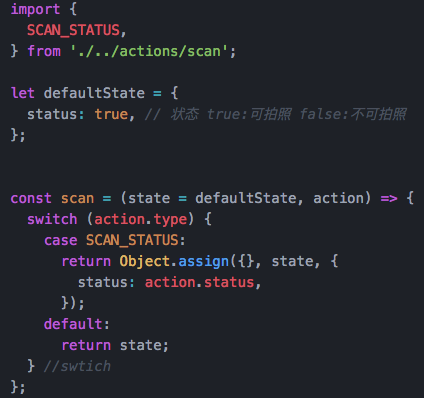 import {
  SCAN_STATUS,
} from './../actions/scan';
let defaultState = {
  status: true, // 状态 true:可拍照 false:不可拍照
};
const scan = (state = defaultState, action) => {
  switch (action.type) {
    case SCAN_STATUS:
      return Object.assign({}, state, {
        status: action.status,
      });
    default:
      return state;
  } //swtich
};